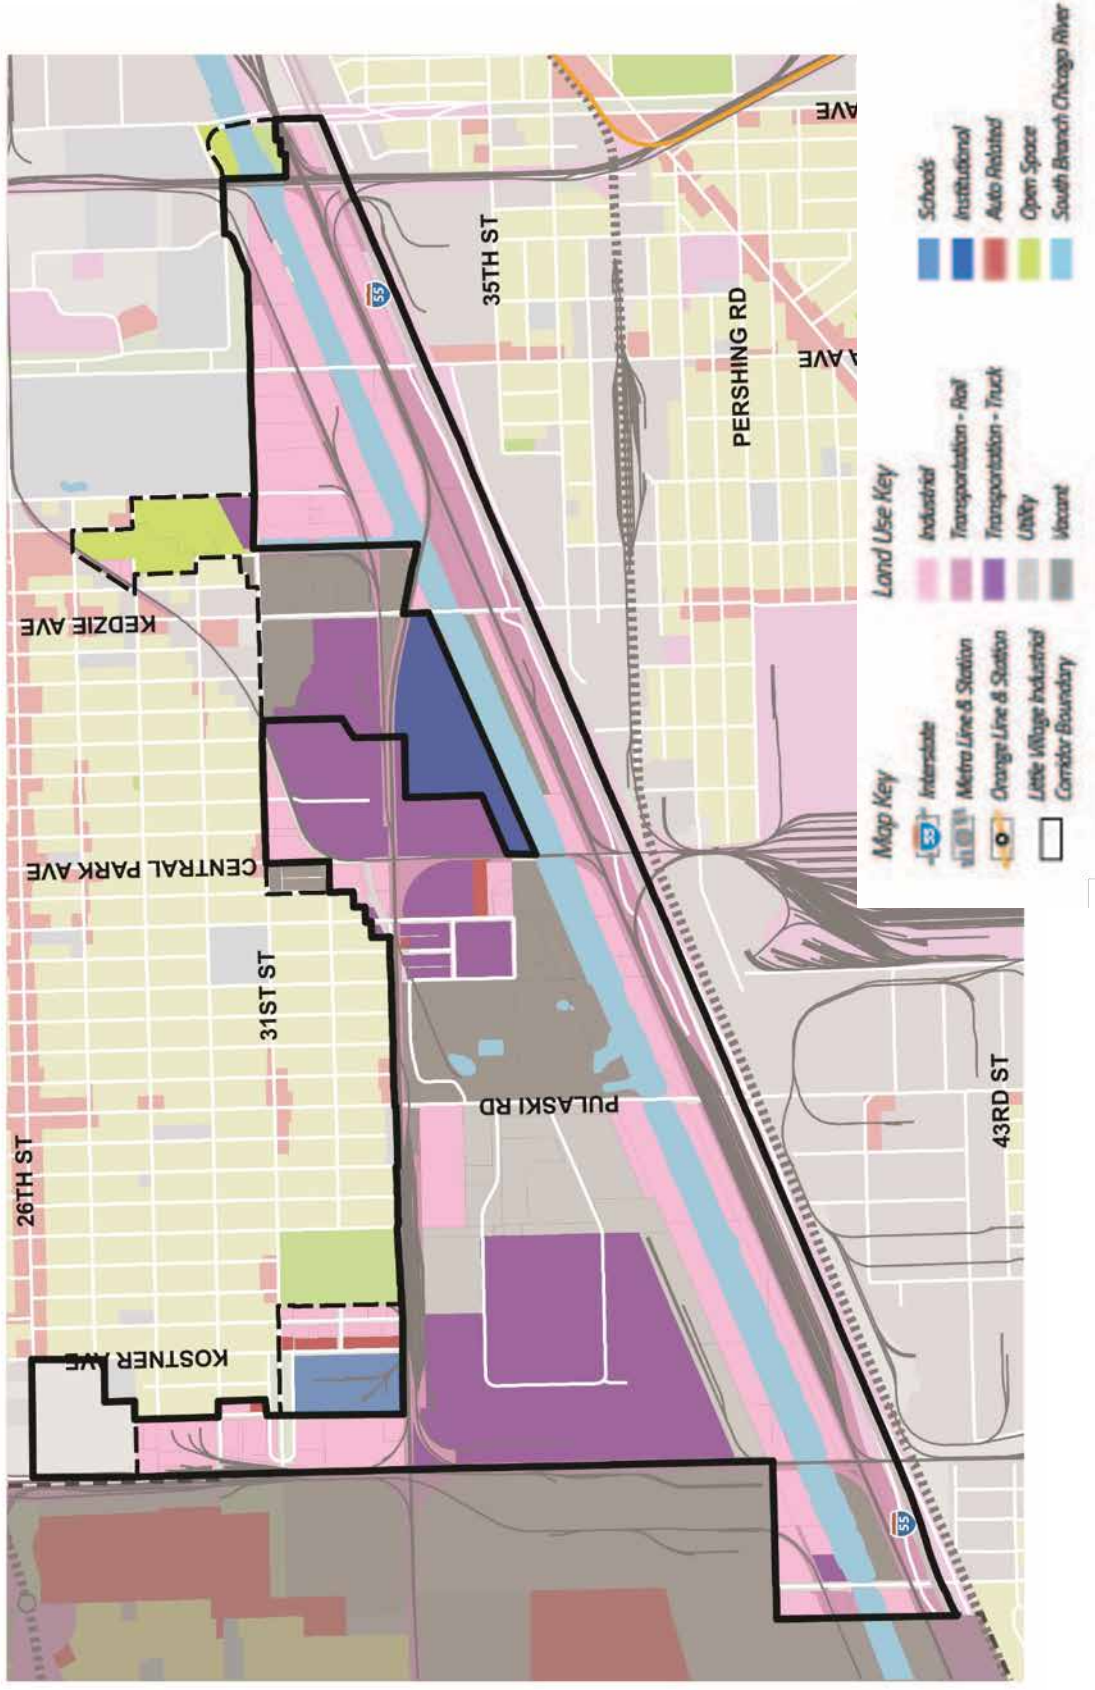 26TH ST
31ST ST
35TH ST
PERSHING RD
43RD ST
KOSTNER AVE
PULASKI RD
CENTRAL PARK AVE
KEDZIE AVE
A AVE
AVE
55
55
Map Key
55 Interstate
Metra Line & Station
Orange Line & Station
Little Village Industrial
Corridor Boundary
Land Use Key
Industrial
Transportation - Rail
Transportation - Truck
Utility
Vacant
Schools
Institutional
Auto Related
Open Space
South Branch Chicago River